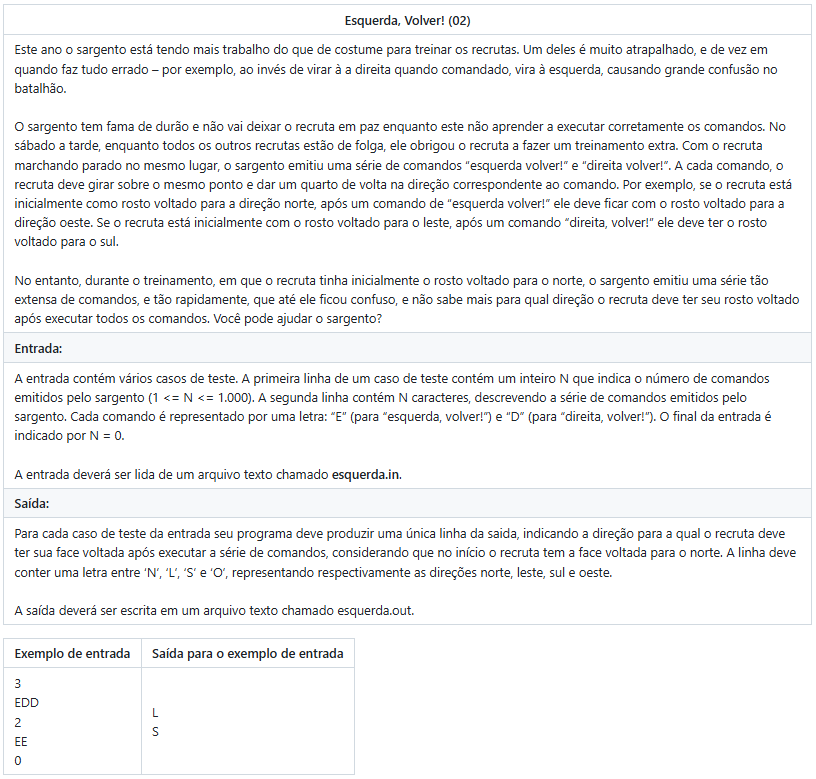 Esquerda, Volver! (02)
Este ano o sargento está tendo mais trabalho do que de costume para treinar os recrutas. Um deles é muito atrapalhado, e de vez em
quando faz tudo errado – por exemplo, ao invés de virar à a direita quando comandado, vira à esquerda, causando grande confusão no
batalhão.
O sargento tem fama de durão e não vai deixar o recruta em paz enquanto este não aprender a executar corretamente os comandos. No
sábado a tarde, enquanto todos os outros recrutas estão de folga, ele obrigou o recruta a fazer um treinamento extra. Com o recruta
marchando parado no mesmo lugar, o sargento emitiu uma série de comandos “esquerda volver!” e “direita volver!”. A cada comando, o
recruta deve girar sobre o mesmo ponto e dar um quarto de volta na direção correspondente ao comando. Por exemplo, se o recruta está
inicialmente como rosto voltado para a direção norte, após um comando de “esquerda volver!” ele deve ficar com o rosto voltado para a
direção oeste. Se o recruta está inicialmente com o rosto voltado para o leste, após um comando “direita, volver!” ele deve ter o rosto
voltado para o sul.
No entanto, durante o treinamento, em que o recruta tinha inicialmente o rosto voltado para o norte, o sargento emitiu uma série tão
extensa de comandos, e tão rapidamente, que até ele ficou confuso, e não sabe mais para qual direção o recruta deve ter seu rosto voltado
após executar todos os comandos. Você pode ajudar o sargento?
Entrada:
A entrada contém vários casos de teste. A primeira linha de um caso de teste contém um inteiro N que indica o número de comandos
emitidos pelo sargento (1 <= N <= 1.000). A segunda linha contém N caracteres, descrevendo a série de comandos emitidos pelo
sargento. Cada comando é representado por uma letra: “E” (para “esquerda, volver!”) e “D” (para “direita, volver!”). O final da entrada é
indicado por N = 0.
A entrada deverá ser lida de um arquivo texto chamado esquerda.in.
Saída:
Para cada caso de teste da entrada seu programa deve produzir uma única linha da saida, indicando a direção para a qual o recruta deve
ter sua face voltada após executar a série de comandos, considerando que no início o recruta tem a face voltada para o norte. A linha deve
conter uma letra entre ‘N’, ‘L’, ‘S’ e ‘O’, representando respectivamente as direções norte, leste, sul e oeste.
A saída deverá ser escrita em um arquivo texto chamado esquerda.out.
Exemplo de entrada Saída para o exemplo de entrada
3
EDD
2
EE
0
L
S